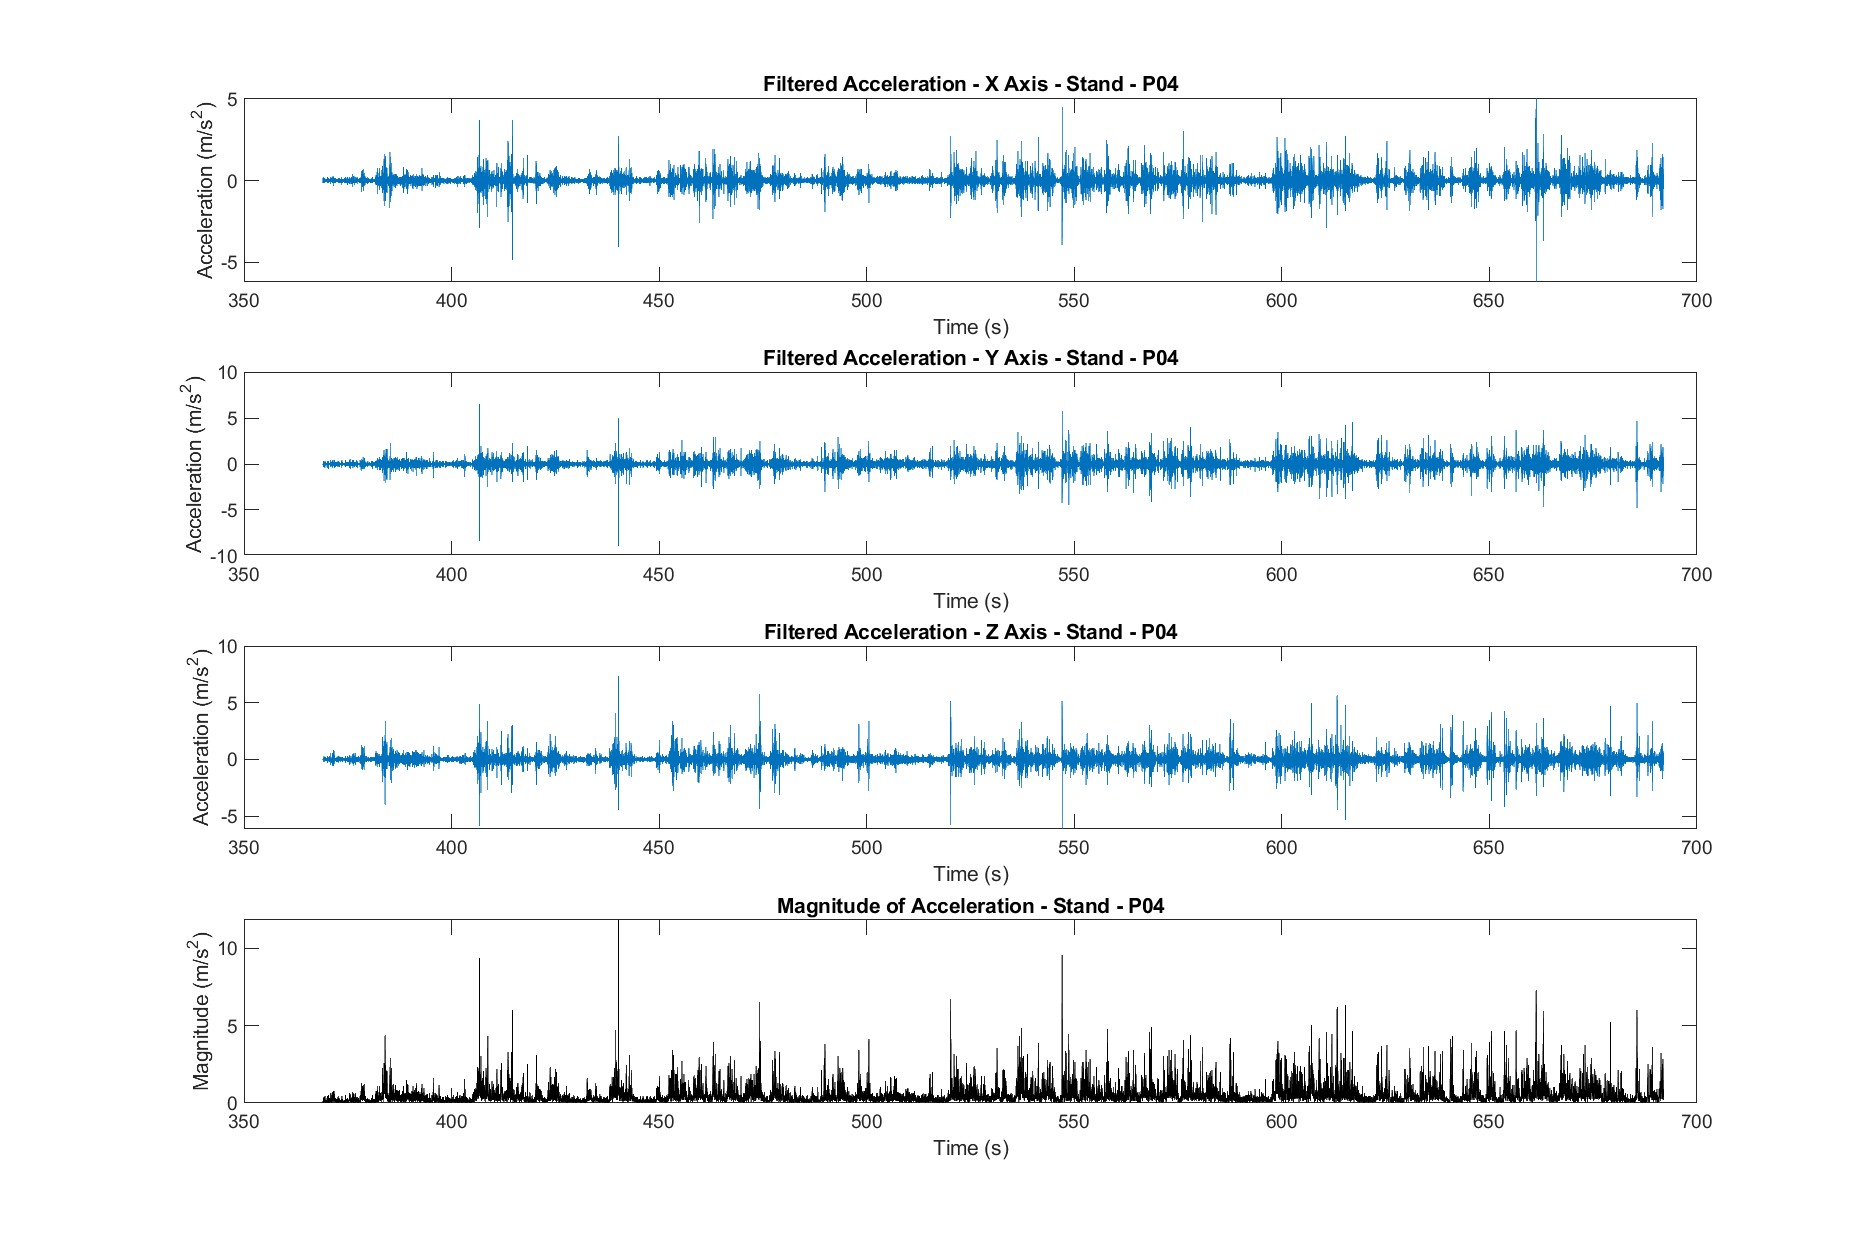 Filtered Acceleration - X Axis - Stand - P04
Acceleration (m/s²)
5
0
-5
350 400 450 500 550 600 650 700
Time (s)
Filtered Acceleration - Y Axis - Stand - P04
Acceleration (m/s²)
10
5
0
-5
-10
350 400 450 500 550 600 650 700
Time (s)
Filtered Acceleration - Z Axis - Stand - P04
Acceleration (m/s²)
10
5
0
-5
350 400 450 500 550 600 650 700
Time (s)
Magnitude of Acceleration - Stand - P04
Magnitude (m/s²)
10
5
0
350 400 450 500 550 600 650 700
Time (s)